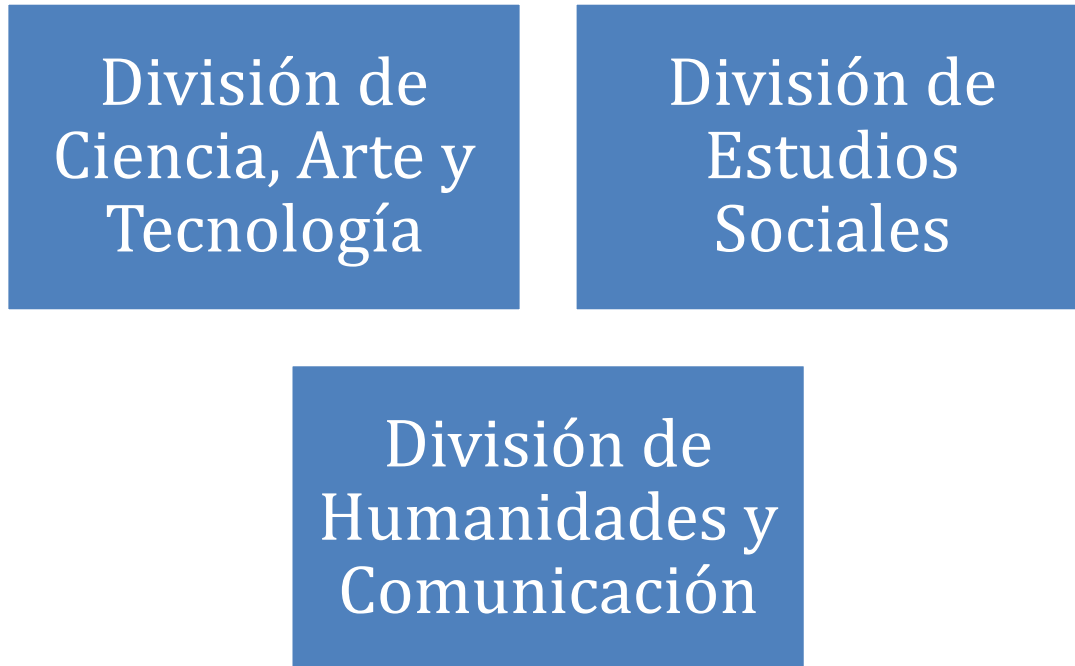 División de
Ciencia, Arte y
Tecnología
División de
Estudios
Sociales
División de
Humanidades y
Comunicación